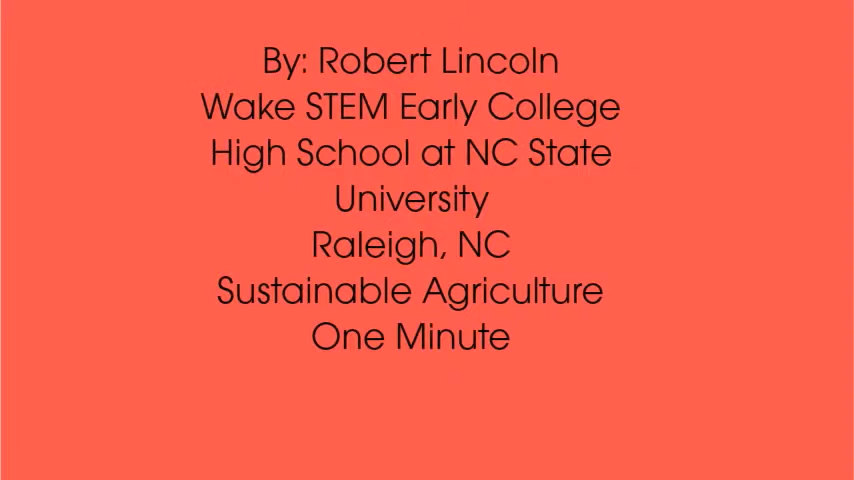 By: Robert Lincoln
Wake STEM Early College
High School at NC State
University
Raleigh, NC
Sustainable Agriculture
One Minute